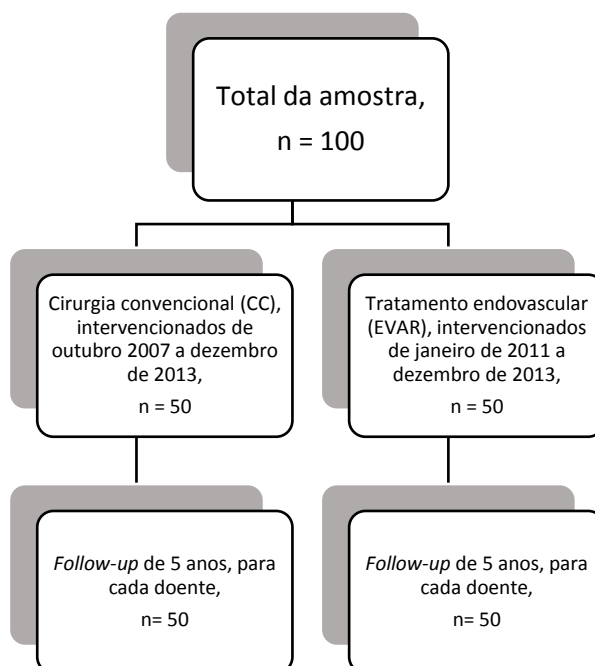 Total da amostra,
n = 100
Cirurgia convencional (CC),
intervencionados de
outubro 2007 a dezembro
de 2013,
n = 50
Tratamento endovascular
(EVAR), intervencionados
de janeiro de 2011 a
dezembro de 2013,
n = 50
Follow-up de 5 anos, para
cada doente,
n= 50
Follow-up de 5 anos, para
cada doente,
n= 50